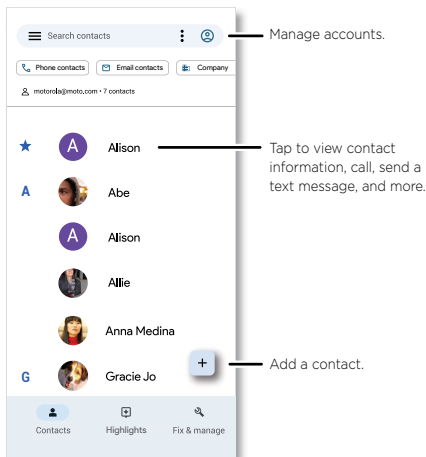 Search contacts
Manage accounts.
Phone contacts
Email contacts
Company
motorola@moto,com • 7 contacts
A
Alison
Tap to view contact
information, call, send a
text message, and more.
A
Abe
A
Alison
Allie
Anna Medina
Add a contact.
G
Gracie Jo
Contacts
Highlights
Fix & manage